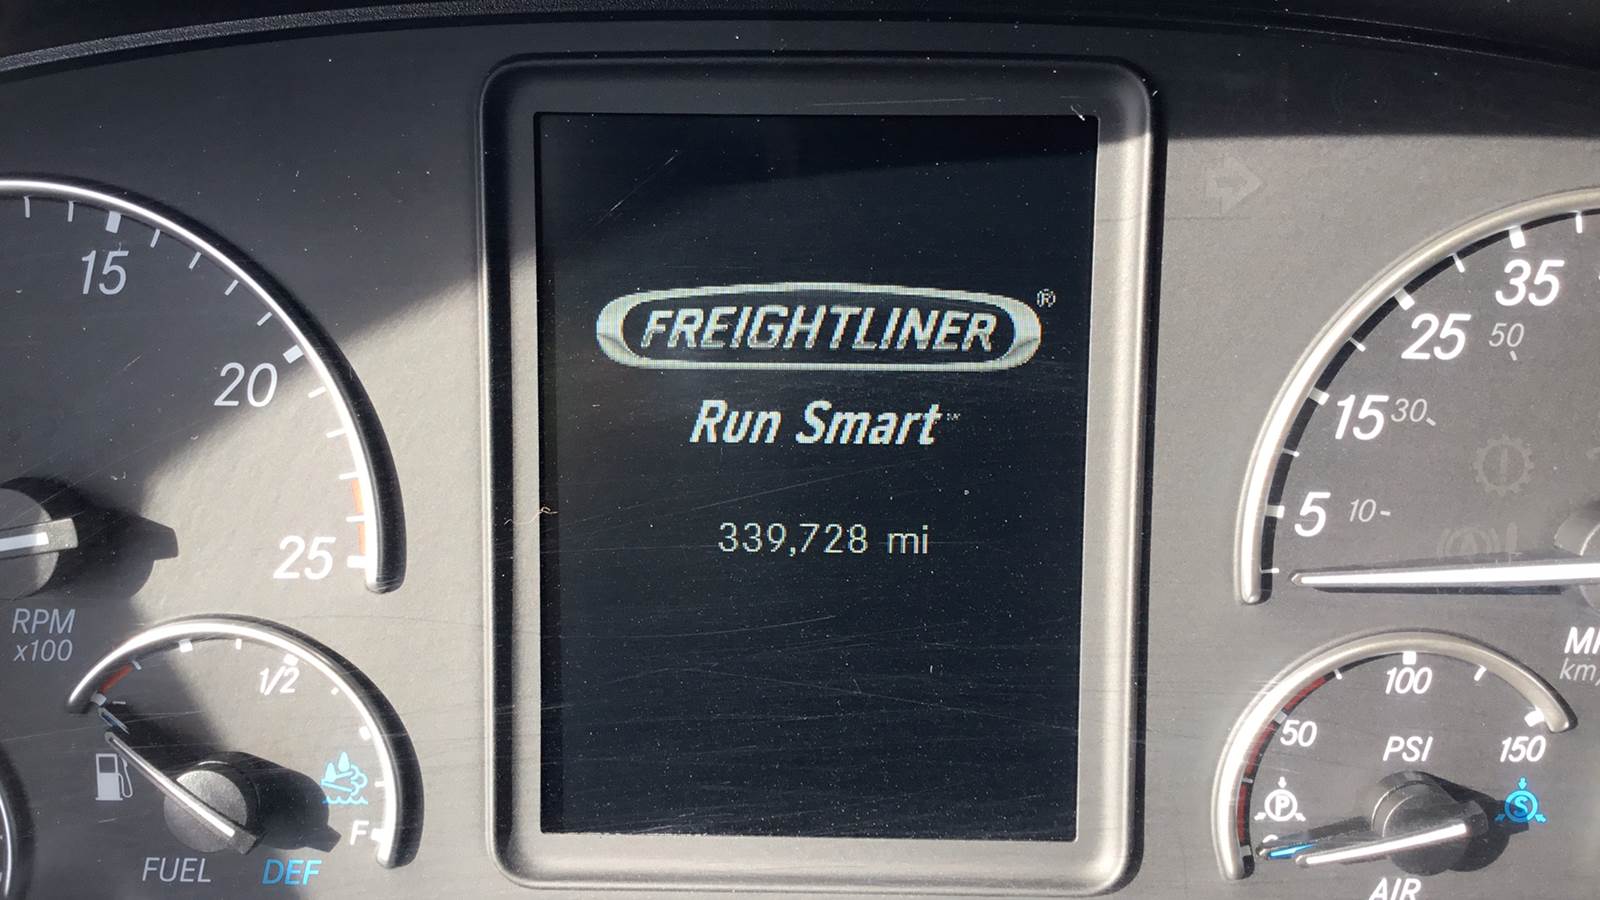 15
20
25
RPM
x100
1/2
F
FUEL
DEF
FREIGHTLINER®
Run Smart
339,728 mi
35
25
50
15
30
5
10
100
50
PSI
150
P
S
AIR